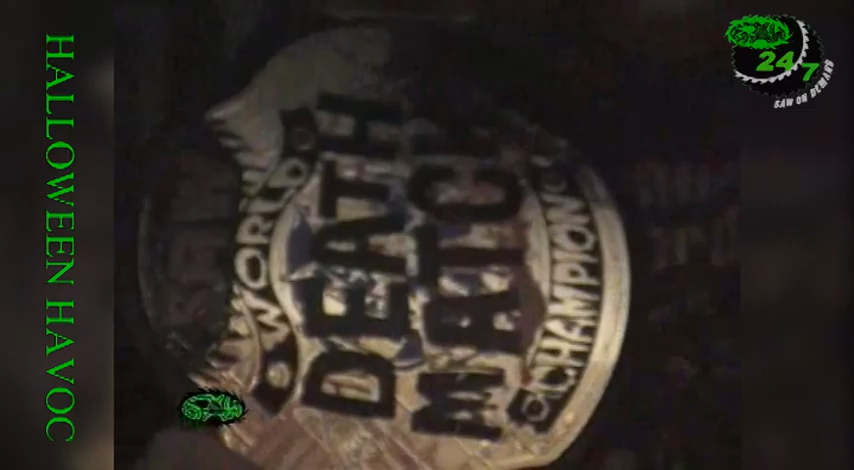 HALLOWEEN HAVOC
24
7
SAW ON DEMAND
WORLD
DEATH
MATCH
CHAMPION